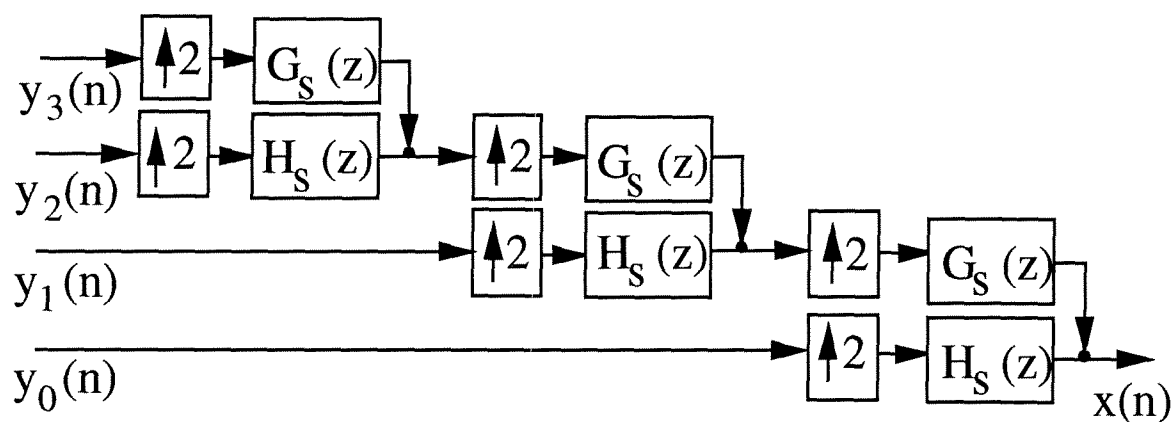 ↑2 G_s(z)
y_3(n)
↑2 H_s(z) ↑2 G_s(z)
y_2(n)
↑2 H_s(z) ↑2 G_s(z)
y_1(n)
↑2 H_s(z)
y_0(n)
x(n)